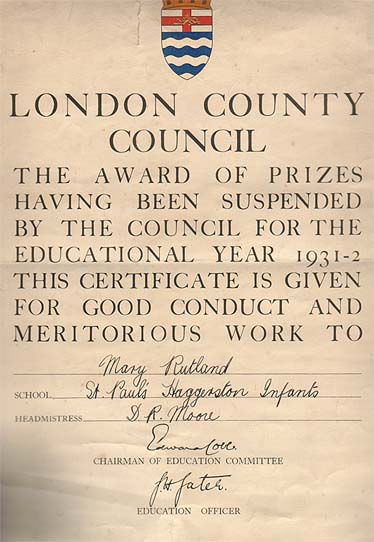 LONDON COUNTY
COUNCIL
THE AWARD OF PRIZES
HAVING BEEN SUSPENDED
BY THE COUNCIL FOR THE
EDUCATIONAL YEAR 1931-2
THIS CERTIFICATE IS GIVEN
FOR GOOD CONDUCT AND
MERITORIOUS WORK TO
Mary Rutland
SCHOOL St. Paul's Haggerston Infants
HEADMISTRESS D. R. Moore
CHAIRMAN OF EDUCATION COMMITTEE
EDUCATION OFFICER